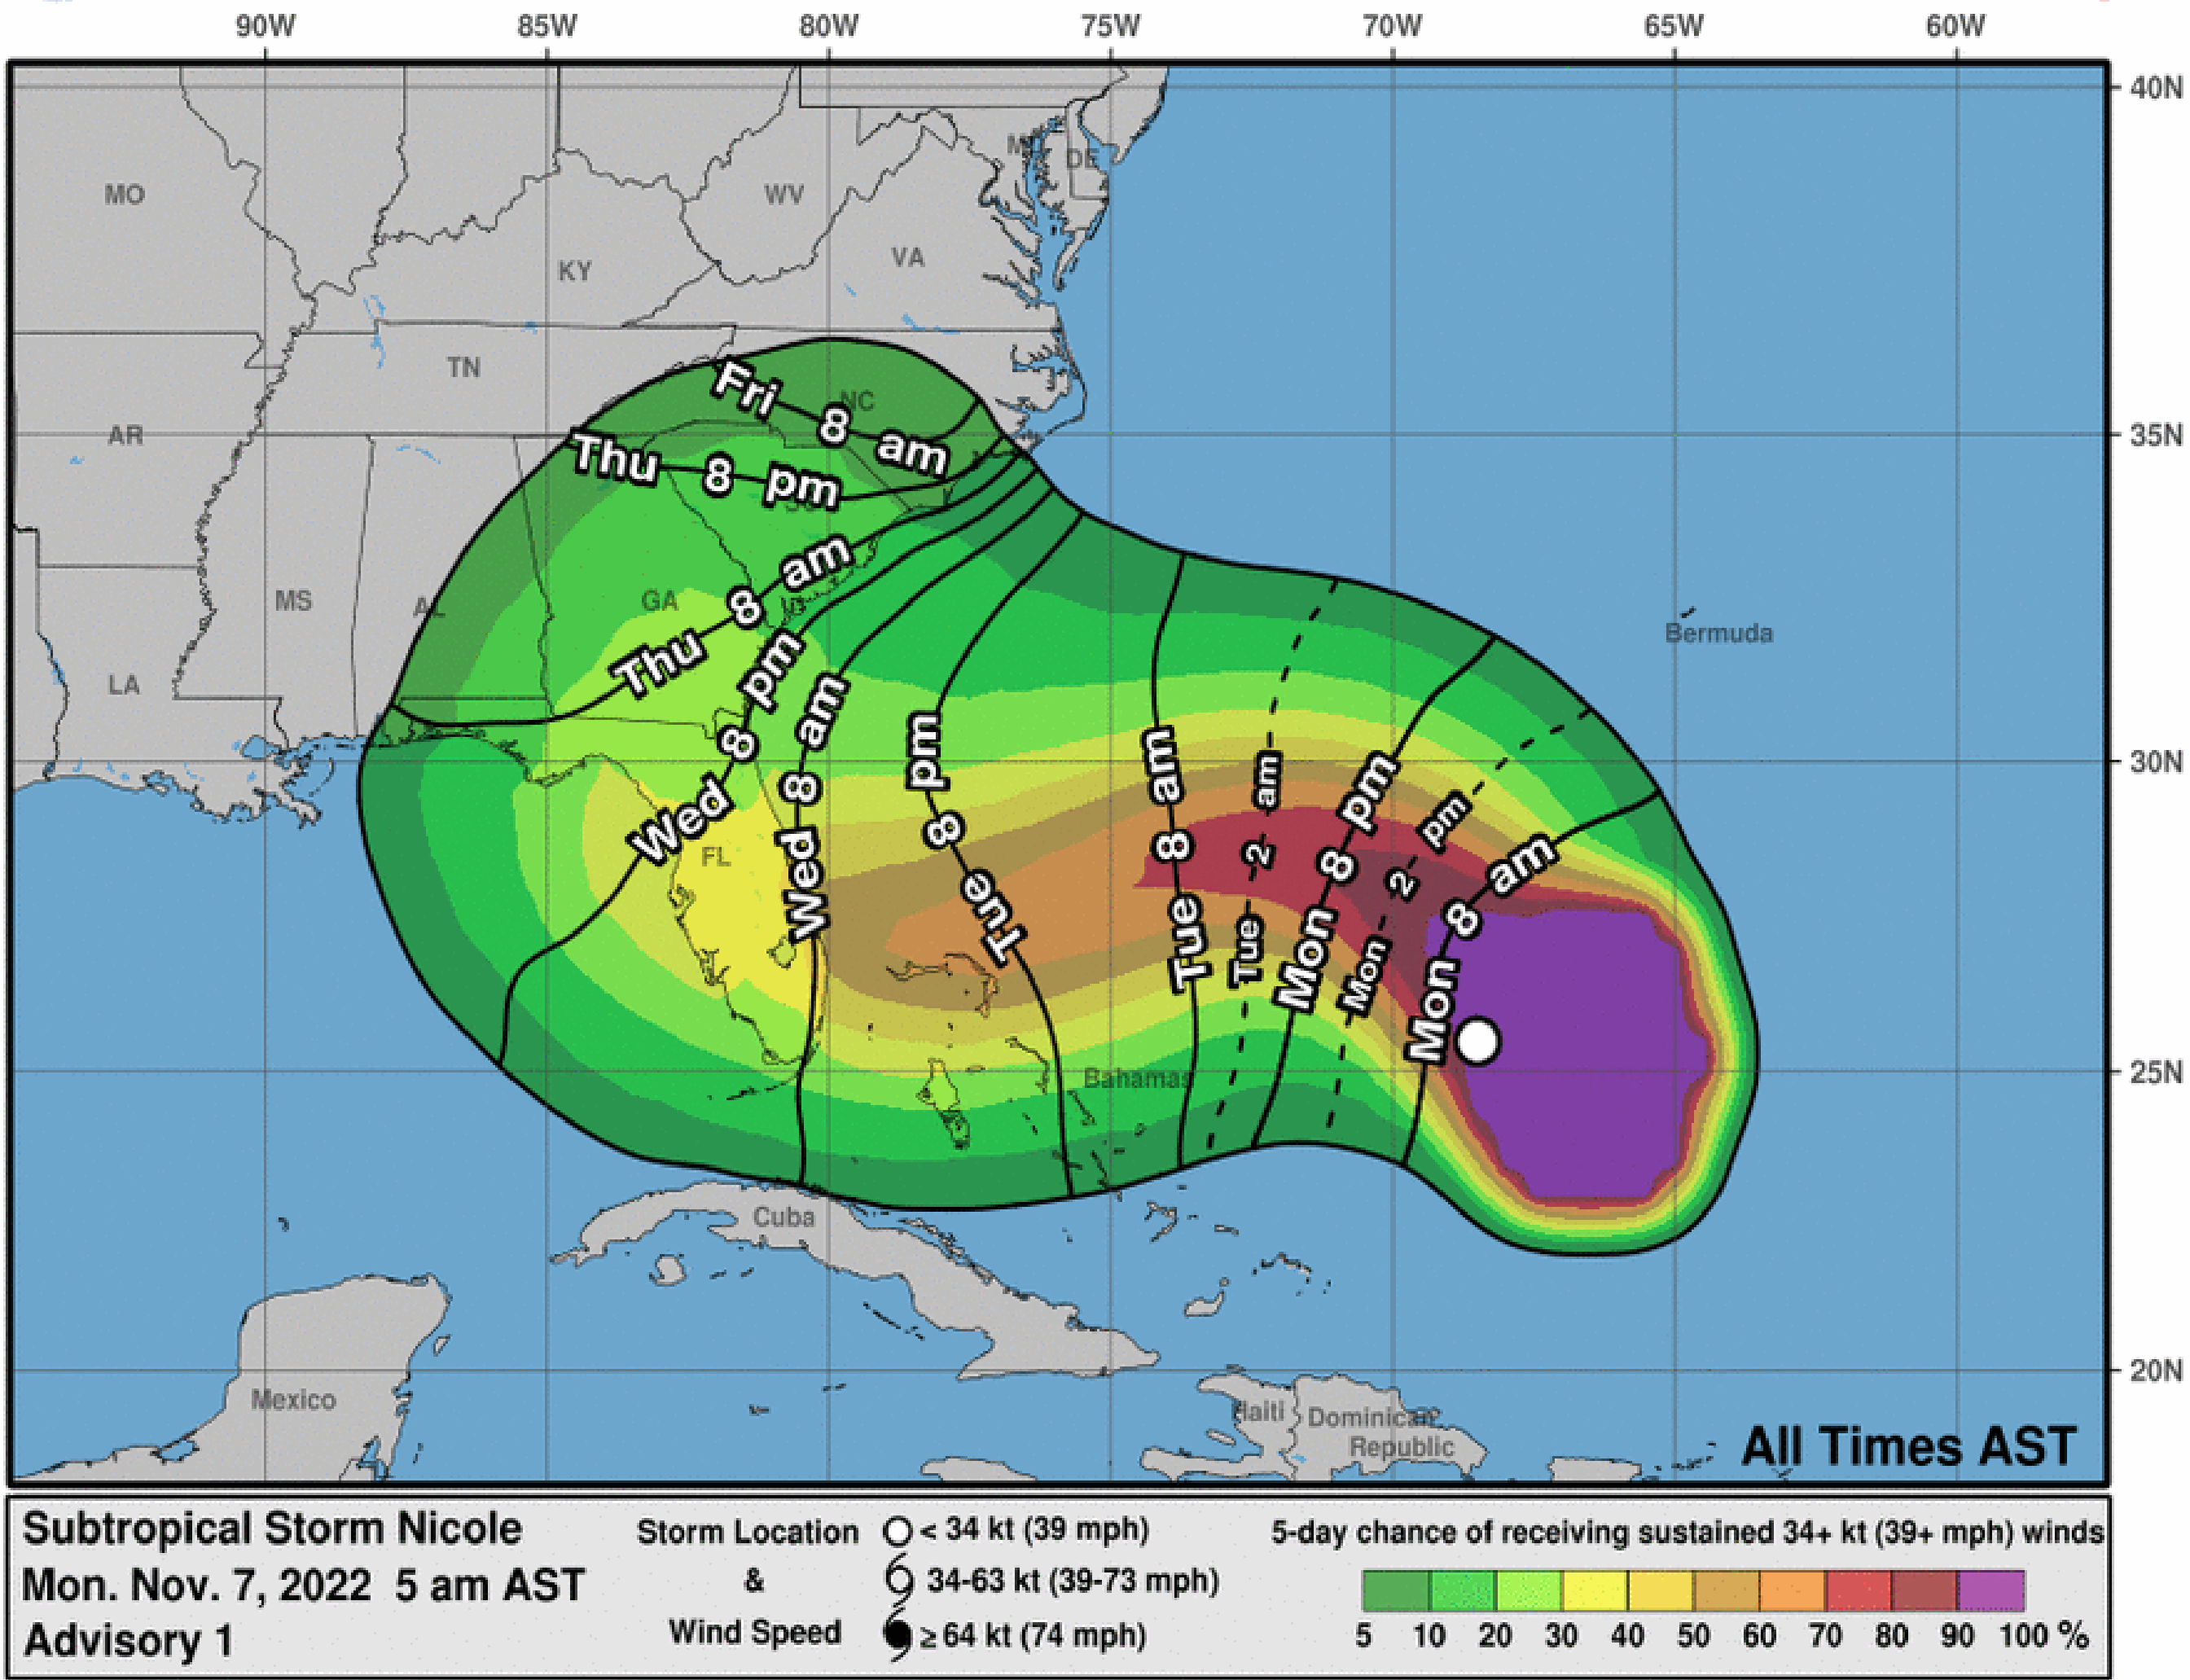 90W 85W 80W 75W 70W 65W 60W
40N
35N
30N
25N
20N
MO
WV
DE
KY
VA
TN
NC
AR
MS
AL
GA
LA
FL
Bermuda
Bahamas
Cuba
Mexico
Haiti
Dominican
Republic
Fri 8 am
Thu 8 pm
Thu 8 am
Wed 8 pm
Wed 8 am
Tue 8 pm
Tue 8 am
Tue 2 am
Mon 8 pm
Mon 2 pm
Mon 8 am
All Times AST
Subtropical Storm Nicole
Mon. Nov. 7, 2022 5 am AST
Advisory 1
Storm Location
&
Wind Speed
< 34 kt (39 mph)
34-63 kt (39-73 mph)
≥ 64 kt (74 mph)
5-day chance of receiving sustained 34+ kt (39+ mph) winds
5 10 20 30 40 50 60 70 80 90 100 %